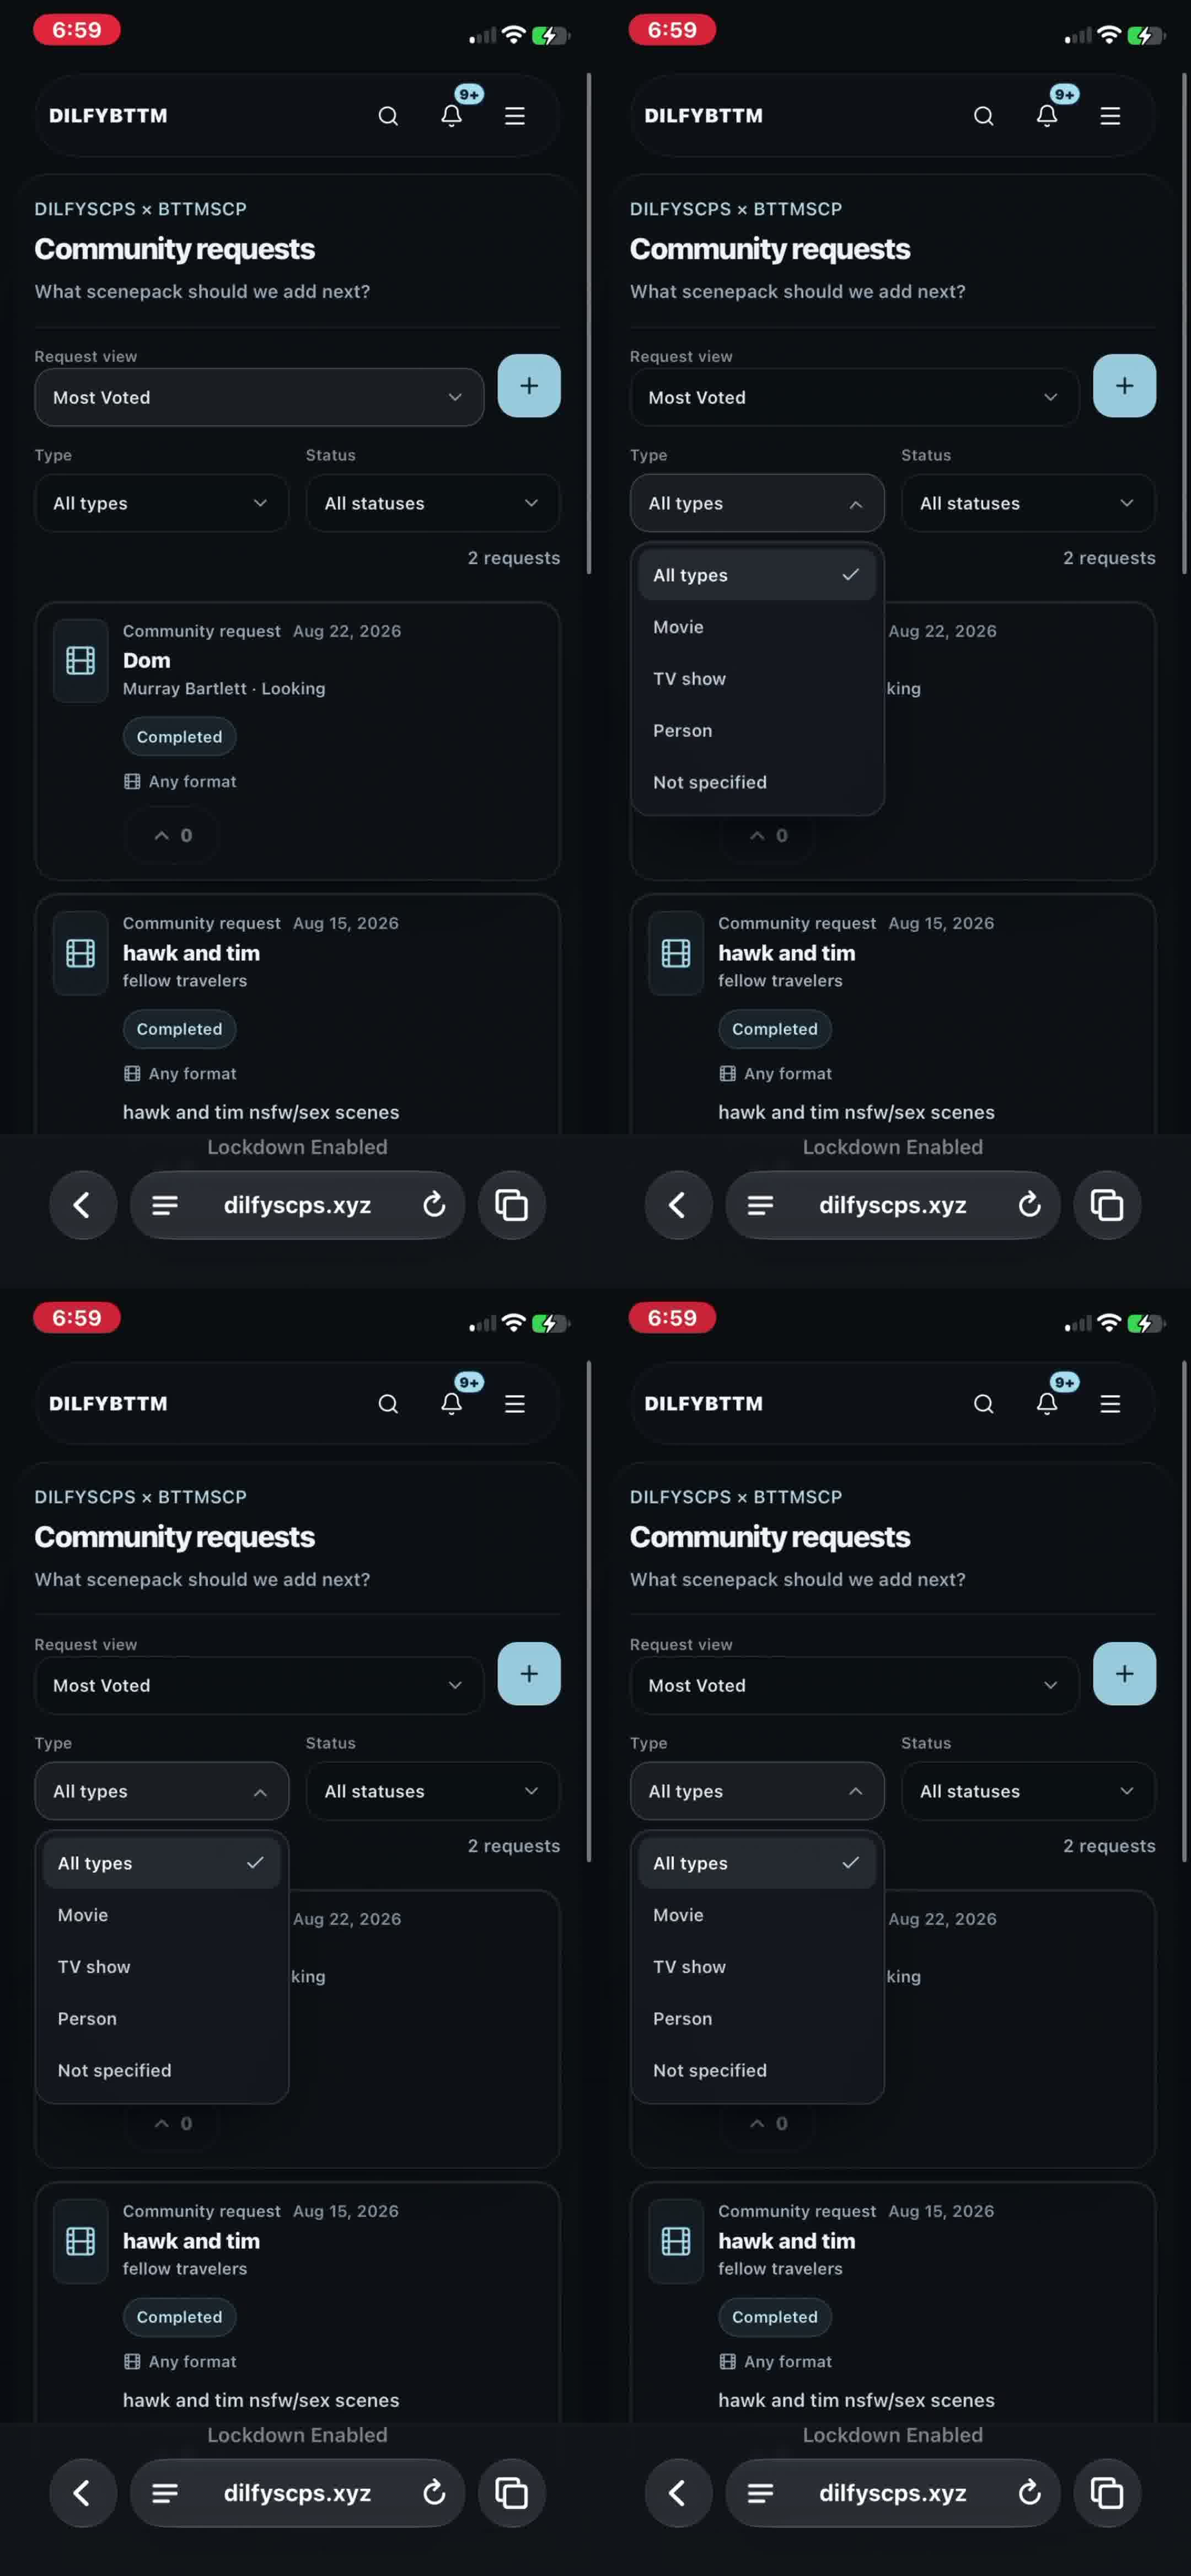 6:59
9+
DILFYBTTM
DILFYSCPS × BTTMSCP
Community requests
What scenepack should we add next?
Request view
Most Voted
+
Type
Status
All types
All statuses
2 requests
Community request Aug 22, 2026
Dom
Murray Bartlett · Looking
Completed
Any format
0
Community request Aug 15, 2026
hawk and tim
fellow travelers
Completed
Any format
hawk and tim nsfw/sex scenes
Lockdown Enabled
dilfyscps.xyz
6:59
9+
DILFYBTTM
DILFYSCPS × BTTMSCP
Community requests
What scenepack should we add next?
Request view
Most Voted
+
Type
Status
All types
All statuses
2 requests
All types
Movie
TV show
Person
Not specified
Aug 22, 2026
king
0
Community request Aug 15, 2026
hawk and tim
fellow travelers
Completed
Any format
hawk and tim nsfw/sex scenes
Lockdown Enabled
dilfyscps.xyz
6:59
9+
DILFYBTTM
DILFYSCPS × BTTMSCP
Community requests
What scenepack should we add next?
Request view
Most Voted
+
Type
Status
All types
All statuses
2 requests
All types
Movie
TV show
Person
Not specified
Aug 22, 2026
king
0
Community request Aug 15, 2026
hawk and tim
fellow travelers
Completed
Any format
hawk and tim nsfw/sex scenes
Lockdown Enabled
dilfyscps.xyz
6:59
9+
DILFYBTTM
DILFYSCPS × BTTMSCP
Community requests
What scenepack should we add next?
Request view
Most Voted
+
Type
Status
All types
All statuses
2 requests
All types
Movie
TV show
Person
Not specified
Aug 22, 2026
king
0
Community request Aug 15, 2026
hawk and tim
fellow travelers
Completed
Any format
hawk and tim nsfw/sex scenes
Lockdown Enabled
dilfyscps.xyz